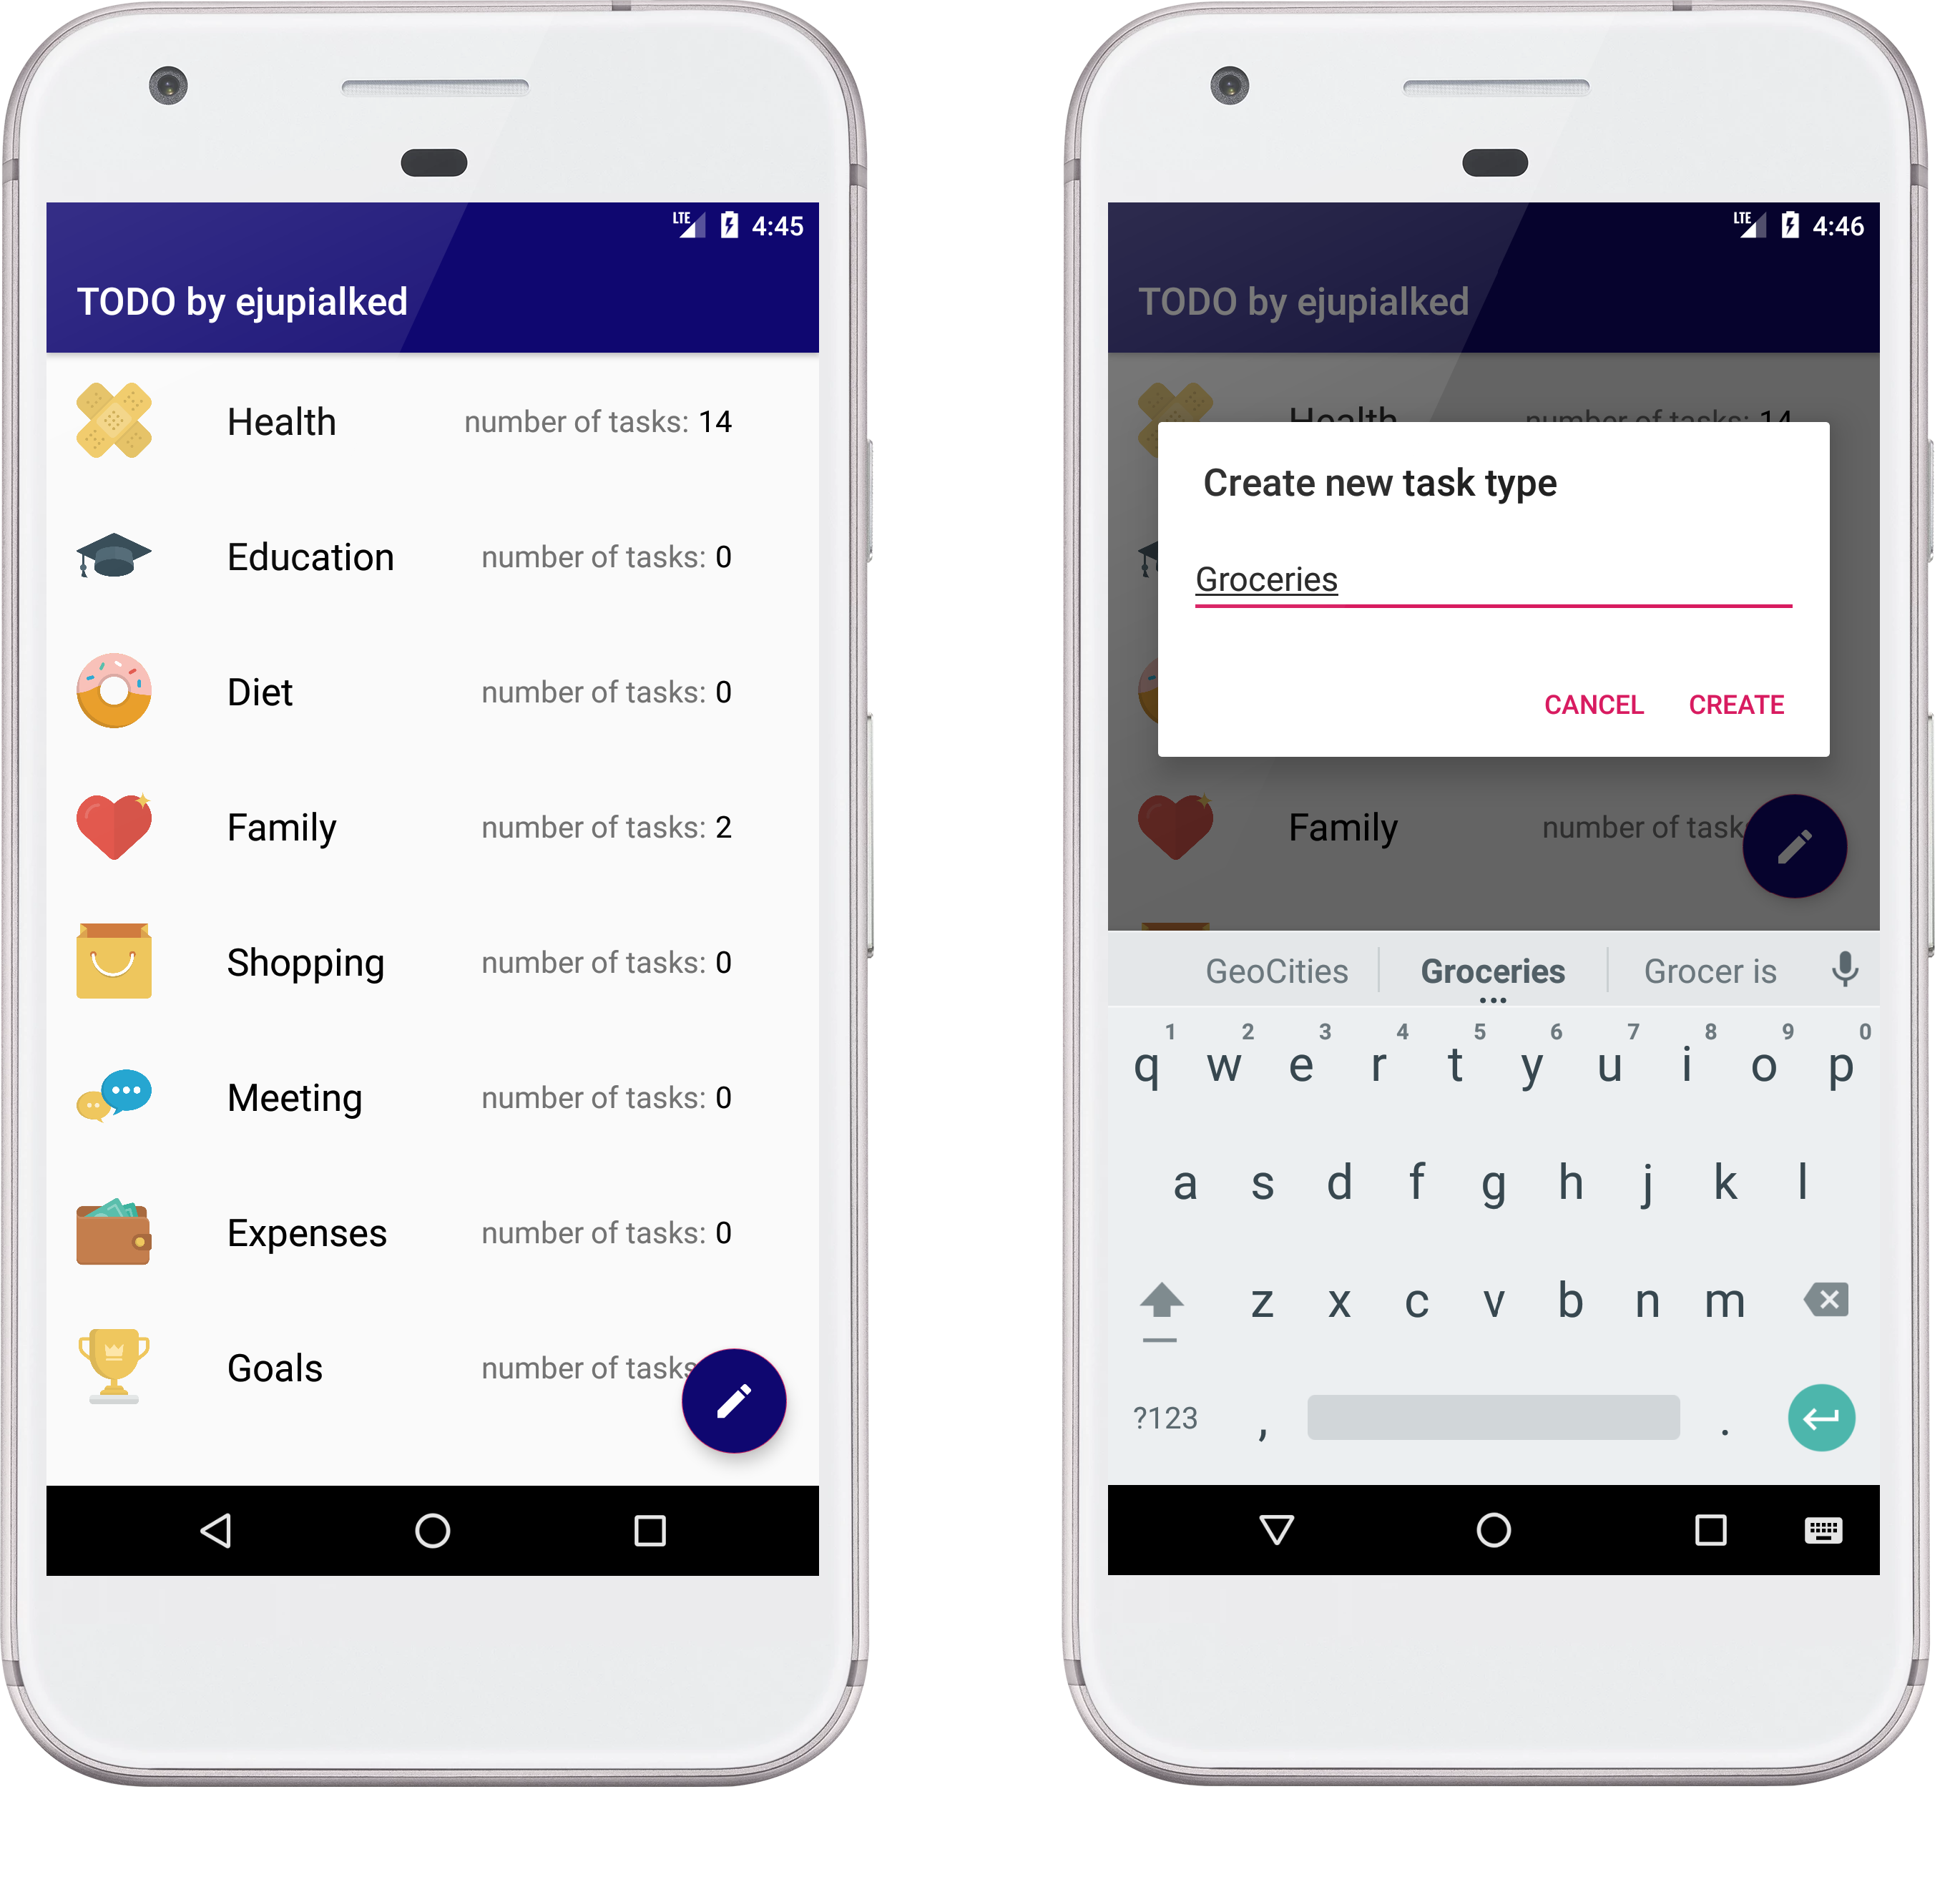 LTE 4:45
TODO by ejupialked
Health number of tasks: 14
Education number of tasks: 0
Diet number of tasks: 0
Family number of tasks: 2
Shopping number of tasks: 0
Meeting number of tasks: 0
Expenses number of tasks: 0
Goals number of tasks
LTE 4:46
TODO by ejupialked
Health number of tasks: 14
Create new task type
Groceries
CANCEL CREATE
Family number of task
GeoCities Groceries Grocer is
1 2 3 4 5 6 7 8 9 0
q w e r t y u i o p
a s d f g h j k l
z x c v b n m
?123 , .